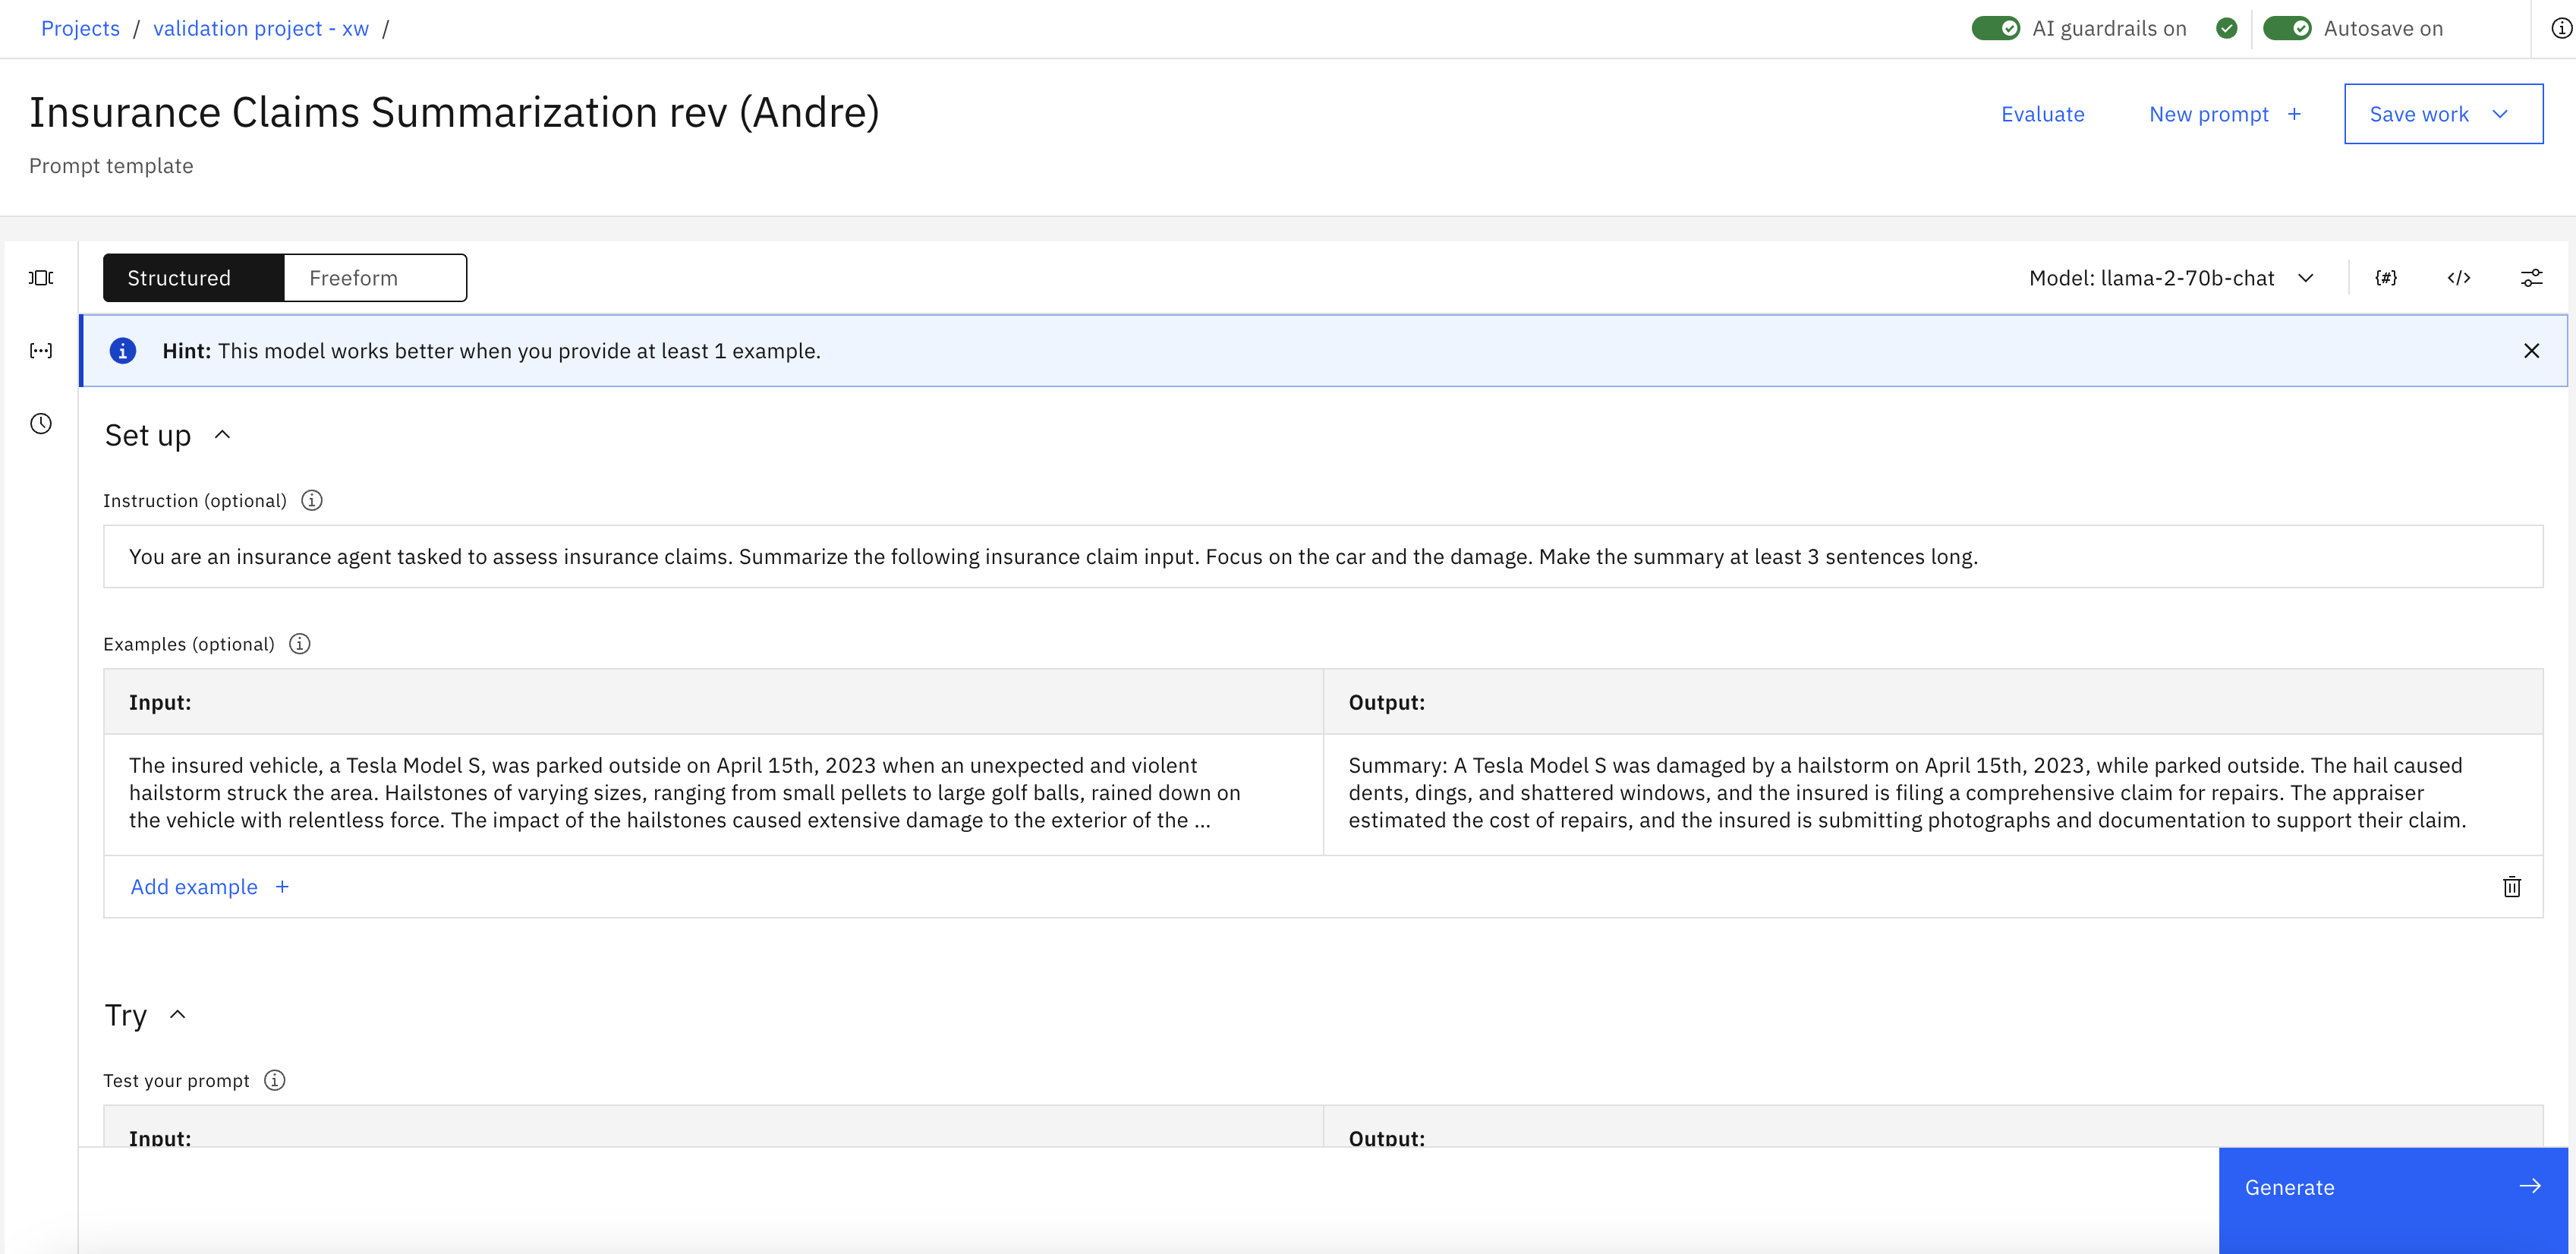 Projects / validation project - xw /
AI guardrails on
Autosave on
Insurance Claims Summarization rev (Andre)
Evaluate
New prompt +
Save work
Prompt template
Structured
Freeform
Model: llama-2-70b-chat
{#}
</>
Hint: This model works better when you provide at least 1 example.
Set up
Instruction (optional)
You are an insurance agent tasked to assess insurance claims. Summarize the following insurance claim input. Focus on the car and the damage. Make the summary at least 3 sentences long.
Examples (optional)
Input:
Output:
The insured vehicle, a Tesla Model S, was parked outside on April 15th, 2023 when an unexpected and violent
hailstorm struck the area. Hailstones of varying sizes, ranging from small pellets to large golf balls, rained down on
the vehicle with relentless force. The impact of the hailstones caused extensive damage to the exterior of the ...
Summary: A Tesla Model S was damaged by a hailstorm on April 15th, 2023, while parked outside. The hail caused
dents, dings, and shattered windows, and the insured is filing a comprehensive claim for repairs. The appraiser
estimated the cost of repairs, and the insured is submitting photographs and documentation to support their claim.
Add example +
Try
Test your prompt
Input:
Output:
Generate